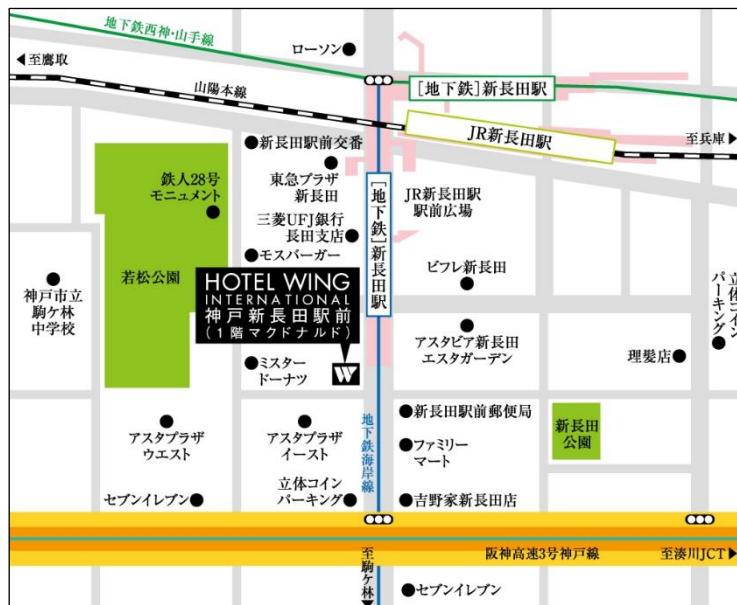 地下鉄西神・山手線
ローソン
至鷹取
山陽本線
[地下鉄]新長田駅
JR新長田駅
至兵庫
新長田駅前交番
東急プラザ
新長田
鉄人28号
モニュメント
三菱UFJ銀行
長田支店
モスバーガー
[地下鉄]新長田駅
JR新長田駅
駅前広場
ビブレ新長田
若松公園
神戸市立
駒ケ林
中学校
HOTEL WING
INTERNATIONAL
神戸新長田駅前
(1階マクドナルド)
W
アスタピア新長田
エスタガーデン
立体コイン
パーキング
理髪店
ミスター
ドーナツ
アスタプラザ
ウエスト
アスタプラザ
イースト
地下鉄海岸線
新長田駅前郵便局
ファミリー
マート
新長田
公園
セブンイレブン
立体コイン
パーキング
吉野家新長田店
阪神高速3号神戸線
至湊川JCT
至駒ケ林
セブンイレブン